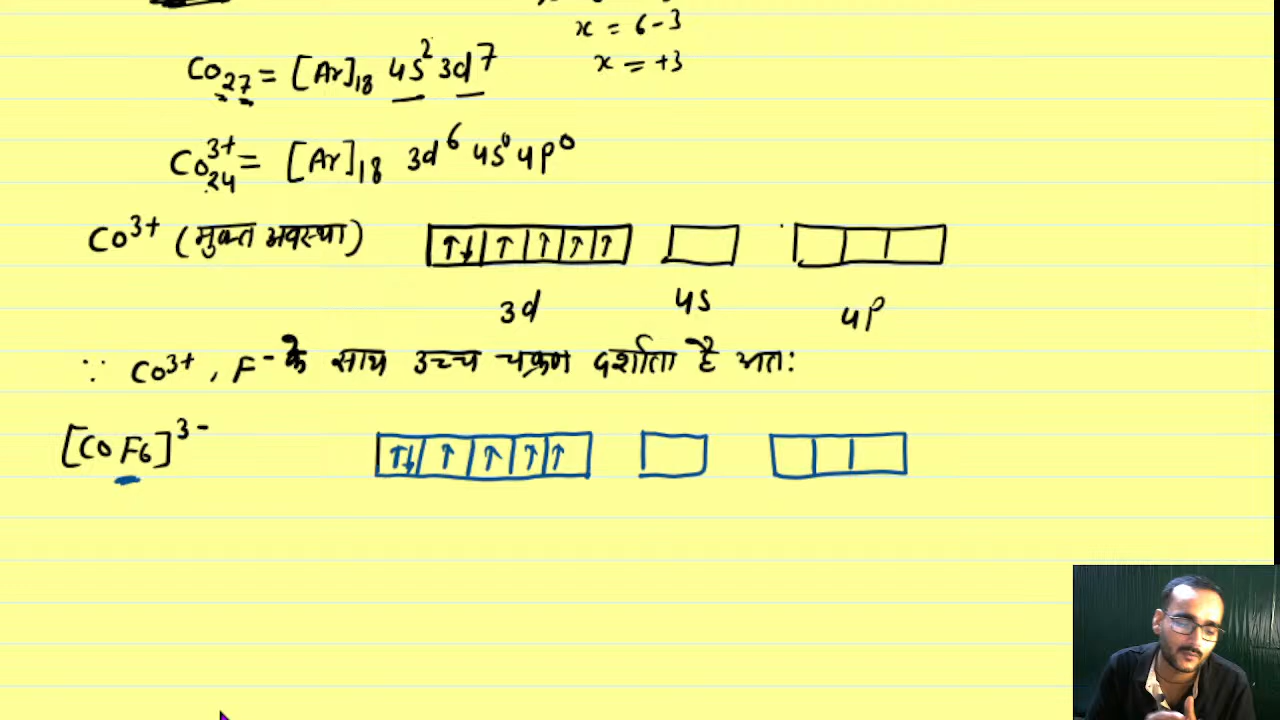 x = 6-3
Co₂₇ = [Ar]₁₈ 4s² 3d⁷
x = +3
Co³⁺₂₄ = [Ar]₁₈ 3d⁶ 4s⁰ 4p⁰
Co³⁺ (मुक्त अवस्था) ↑↓ ↑ ↑ ↑ ↑
3d 4s 4p
∵ Co³⁺, F⁻ के साथ उच्च चक्रण दर्शाता है अत:
[CoF6]³⁻ ↑↓ ↑ ↑ ↑ ↑